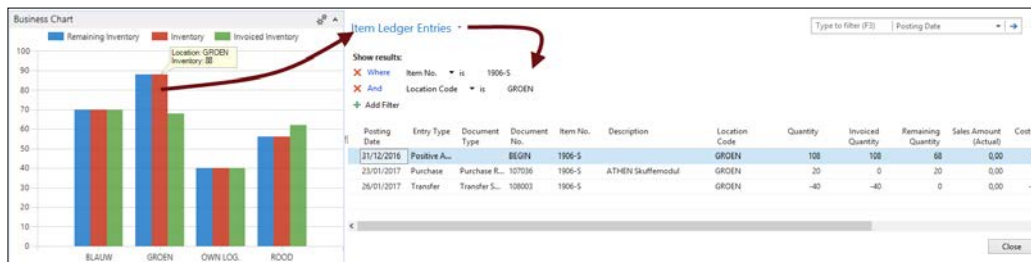 Business Chart
Remaining Inventory Inventory Invoiced Inventory
Location: GROEN
Inventory: 88
100
90
80
70
60
50
40
30
20
10
0
BLAUW GROEN OWN LOG. ROOD
Item Ledger Entries
Type to filter (F3) Posting Date
Show results:
Where Item No. is 1906-S
And Location Code is GROEN
Add Filter
Posting Date Entry Type Document Type Document No. Item No. Description Location Code Quantity Invoiced Quantity Remaining Quantity Sales Amount (Actual) Cost
31/12/2016 Positive A... BEGIN 1906-S GROEN 108 108 68 0,00
23/01/2017 Purchase Purchase R... 107036 1906-S ATHEN Skuffemodul GROEN 20 0 20 0,00
26/01/2017 Transfer Transfer S... 108003 1906-S GROEN -40 -40 0 0,00
Close